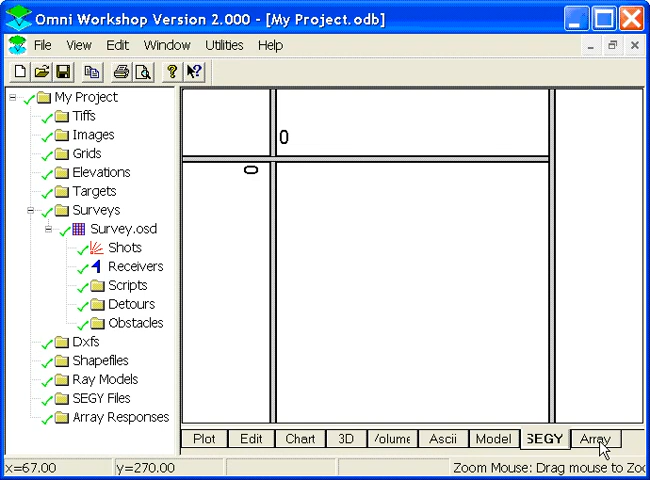 Omni Workshop Version 2.000 - [My Project.odb]
File View Edit Window Utilities Help
My Project
Tiffs
Images
Grids
Elevations
Targets
Surveys
Survey.osd
Shots
Receivers
Scripts
Detours
Obstacles
Dxfs
Shapefiles
Ray Models
SEGY Files
Array Responses
0
0
Plot Edit Chart 3D Volume Ascii Model SEGY Array
x=67.00 y=270.00 Zoom Mouse: Drag mouse to Zoo